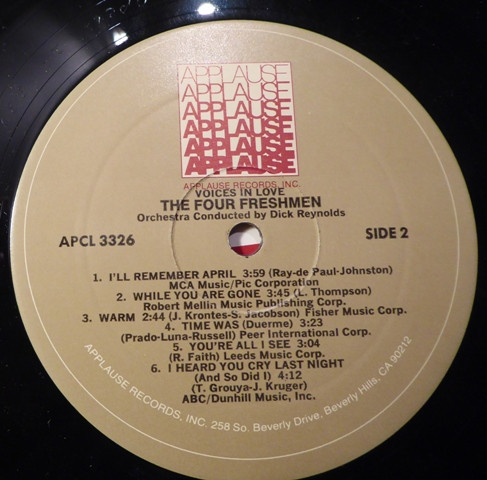 APPLAUSE
APPLAUSE
APPLAUSE
APPLAUSE
APPLAUSE
APPLAUSE
APPLAUSE
APPLAUSE RECORDS, INC.
VOICES IN LOVE
THE FOUR FRESHMEN
Orchestra Conducted by Dick Reynolds
APCL 3326
SIDE 2
1. I'LL REMEMBER APRIL 3:59 (Ray-de Paul-Johnston)
MCA Music/Pic Corporation
2. WHILE YOU ARE GONE 3:45 (L. Thompson)
Robert Mellin Music Publishing Corp.
3. WARM 2:44 (J. Krontes-S. Jacobson) Fisher Music Corp.
4. TIME WAS (Duerme) 3:23
(Prado-Luna-Russell) Peer International Corp.
5. YOU'RE ALL I SEE 3:04
(R. Faith) Leeds Music Corp.
6. I HEARD YOU CRY LAST NIGHT
(And So Did I) 4:12
(T. Grouya-J. Kruger)
ABC/Dunhill Music, Inc.
APPLAUSE RECORDS, INC. 258 So. Beverly Drive, Beverly Hills, CA 90212